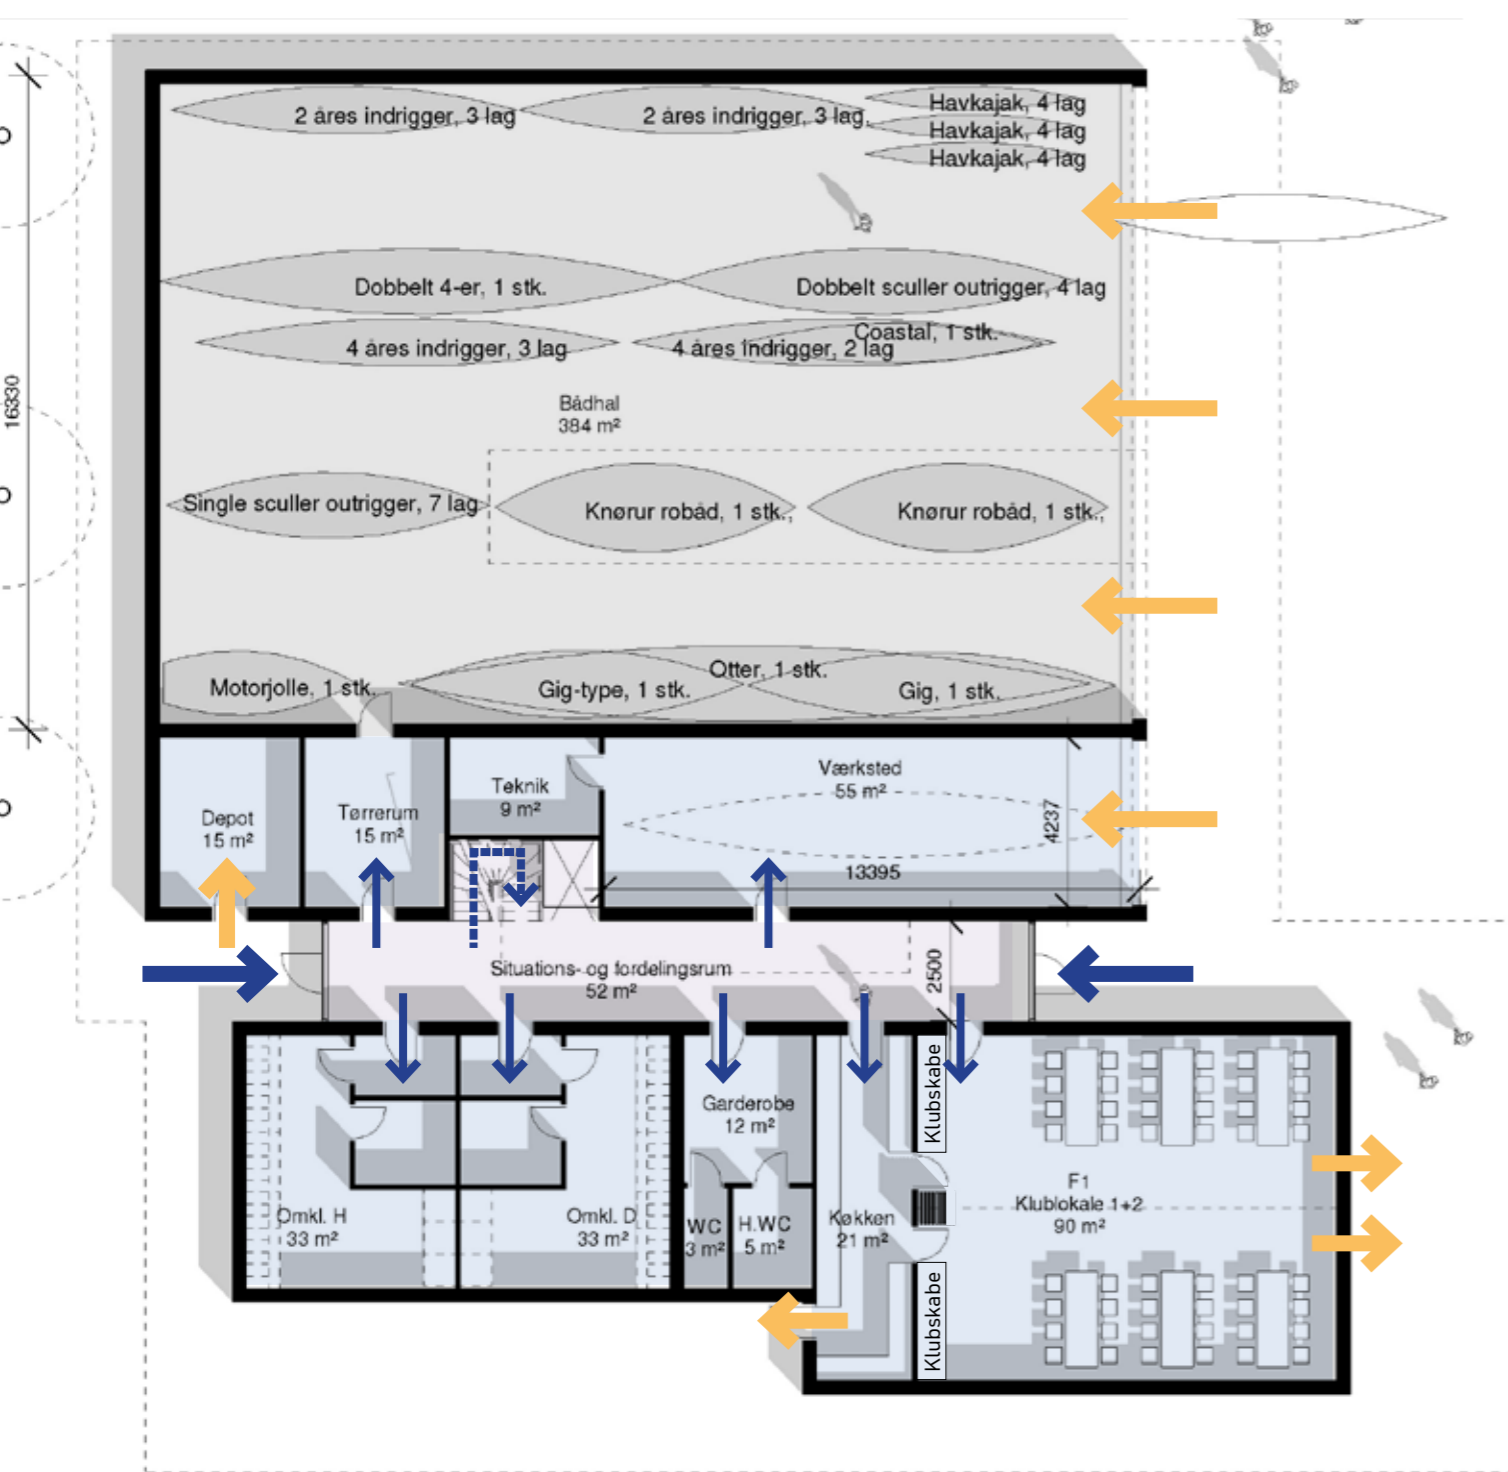 2 åres indrigger, 3 lag
2 åres indrigger, 3 lag
Havkajak, 4 lag
Havkajak, 4 lag
Havkajak, 4 lag
Dobbelt 4-er, 1 stk.
Dobbelt sculler outrigger, 4 lag
Coastal, 1 stk.
4 åres indrigger, 3 lag
4 åres indrigger, 2 lag
16330
Bådhal
384 m²
Single sculler outrigger, 7 lag
Knørur robåd, 1 stk.,
Knørur robåd, 1 stk.,
Otter, 1 stk.
Motorjolle, 1 stk.
Gig-type, 1 stk.
Gig, 1 stk.
Depot
15 m²
Tørrerum
15 m²
Teknik
9 m²
Værksted
55 m²
4237
13395
Situations- og fordelingsrum
52 m²
2500
Omkl. H
33 m²
Omkl. D
33 m²
Garderobe
12 m²
WC
3 m²
H.WC
5 m²
Køkken
21 m²
Klubskabe
Klubskabe
F1
Klublokale 1+2
90 m²